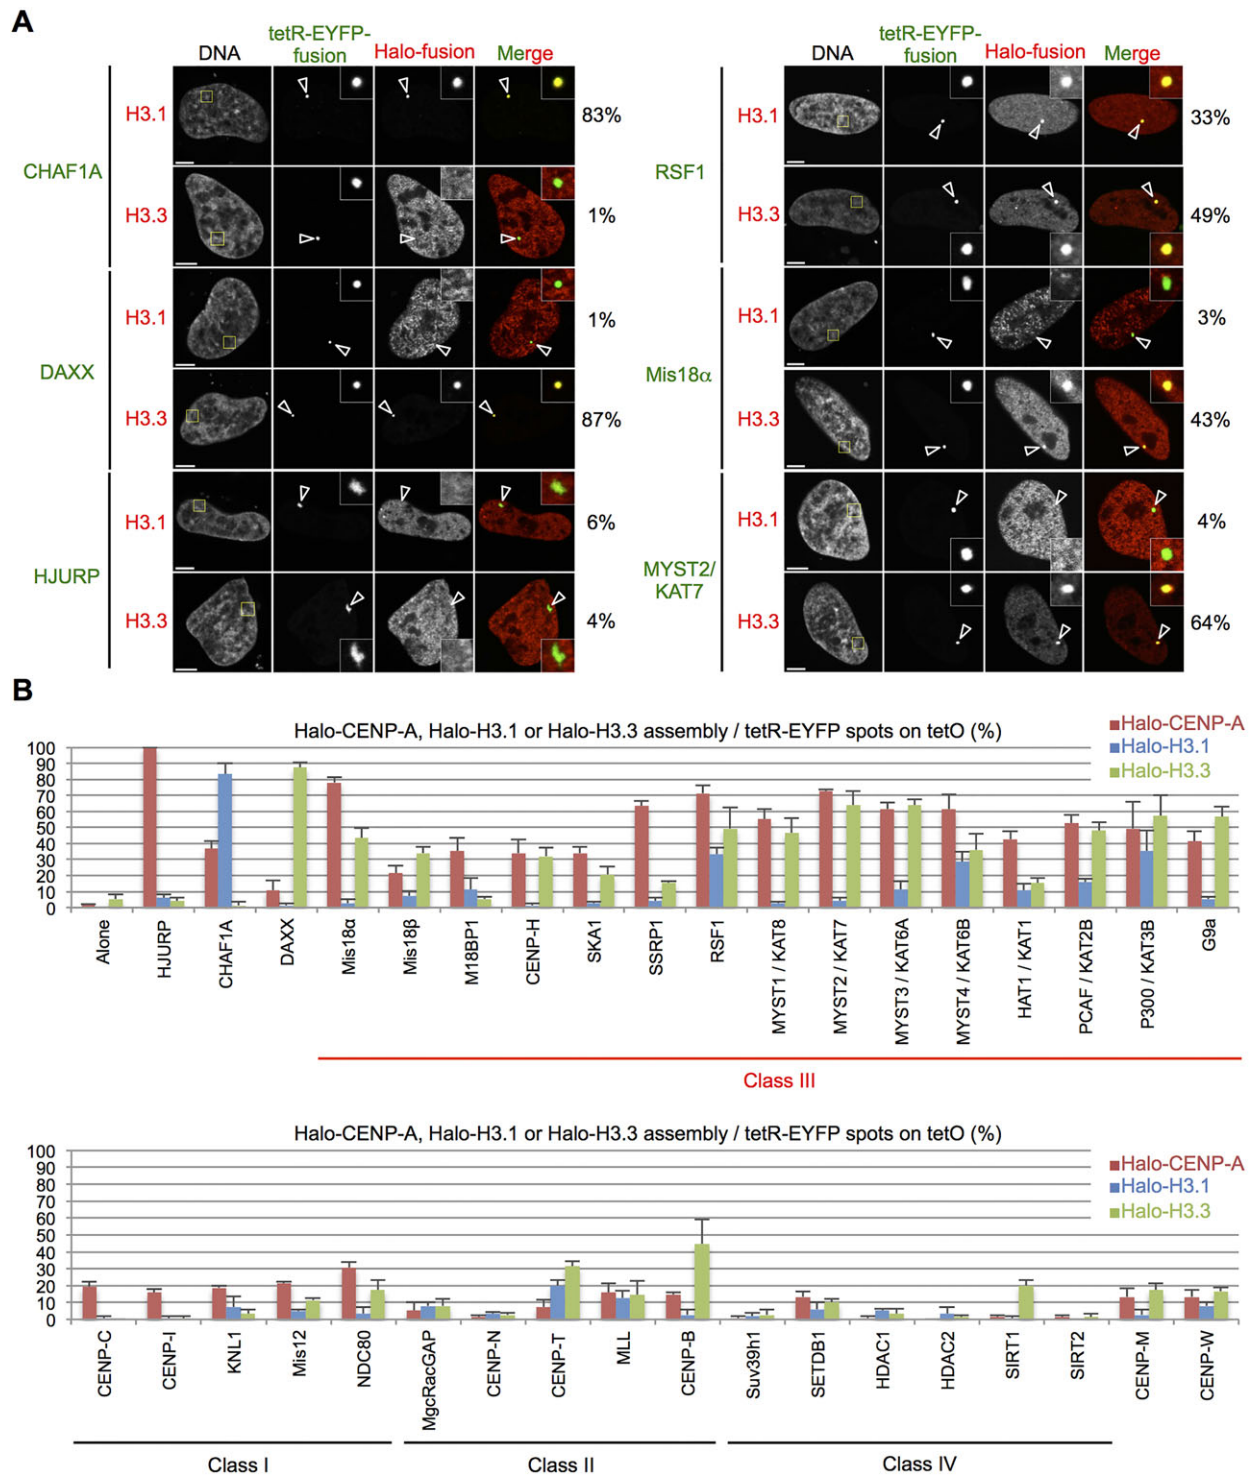 A
DNA
tetR-EYFP-
fusion
Halo-fusion
Merge
CHAF1A
H3.1
83%
H3.3
1%
DAXX
H3.1
1%
H3.3
87%
HJURP
H3.1
6%
H3.3
4%
DNA
tetR-EYFP-
fusion
Halo-fusion
Merge
RSF1
H3.1
33%
H3.3
49%
Mis18α
H3.1
3%
H3.3
43%
MYST2/
KAT7
H3.1
4%
H3.3
64%
B
Halo-CENP-A, Halo-H3.1 or Halo-H3.3 assembly / tetR-EYFP spots on tetO (%)
Halo-CENP-A
Halo-H3.1
Halo-H3.3
100
90
80
70
60
50
40
30
20
10
0
Alone
HJURP
CHAF1A
DAXX
Mis18α
Mis18β
M18BP1
CENP-H
SKA1
SSRP1
RSF1
MYST1 / KAT8
MYST2 / KAT7
MYST3 / KAT6A
MYST4 / KAT6B
HAT1 / KAT1
PCAF / KAT2B
P300 / KAT3B
G9a
Class III
Halo-CENP-A, Halo-H3.1 or Halo-H3.3 assembly / tetR-EYFP spots on tetO (%)
Halo-CENP-A
Halo-H3.1
Halo-H3.3
100
90
80
70
60
50
40
30
20
10
0
CENP-C
CENP-I
KNL1
Mis12
NDC80
MgcRacGAP
CENP-N
CENP-T
MLL
CENP-B
Suv39h1
SETDB1
HDAC1
HDAC2
SIRT1
SIRT2
CENP-M
CENP-W
Class I
Class II
Class IV